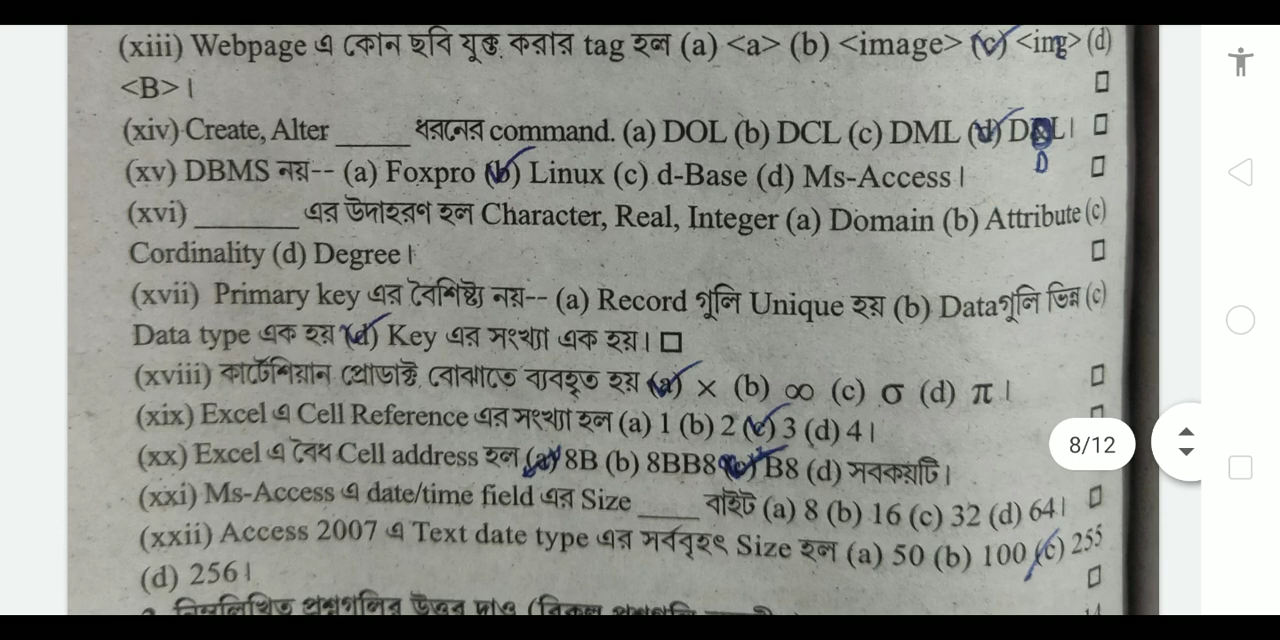 (xiii) Webpage এ কোন ছবি যুক্ত করার tag হল (a) <a> (b) <image> (c) <img> (d)
<B>।
(xiv) Create, Alter ______ ধরনের command. (a) DOL (b) DCL (c) DML (d) DDL।
D
(xv) DBMS নয়-- (a) Foxpro (b) Linux (c) d-Base (d) Ms-Access।
(xvi) ________ এর উদাহরণ হল Character, Real, Integer (a) Domain (b) Attribute (c)
Cordinality (d) Degree।
(xvii) Primary key এর বৈশিষ্ট্য নয়-- (a) Record গুলি Unique হয় (b) Dataগুলি ভিন্ন (c)
Data type এক হয় (d) Key এর সংখ্যা এক হয়।
(xviii) কার্টেশিয়ান প্রোডাক্ট বোঝাতে ব্যবহৃত হয় (a) × (b) ∞ (c) σ (d) π।
(xix) Excel এ Cell Reference এর সংখ্যা হল (a) 1 (b) 2 (c) 3 (d) 4।
(xx) Excel এ বৈধ Cell address হল (a) 8B (b) 8BB8 (c) B8 (d) সবকয়টি।
8/12
(xxi) Ms-Access এ date/time field এর Size ____ বাইট (a) 8 (b) 16 (c) 32 (d) 64।
(xxii) Access 2007 এ Text date type এর সর্ববৃহৎ Size হল (a) 50 (b) 100 (c) 255
(d) 256।